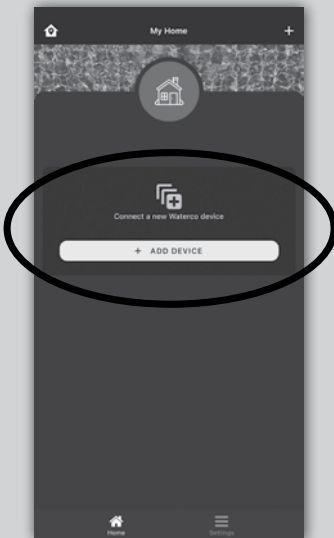 My Home +
Connect a new Waterco device
+ ADD DEVICE
Home Settings